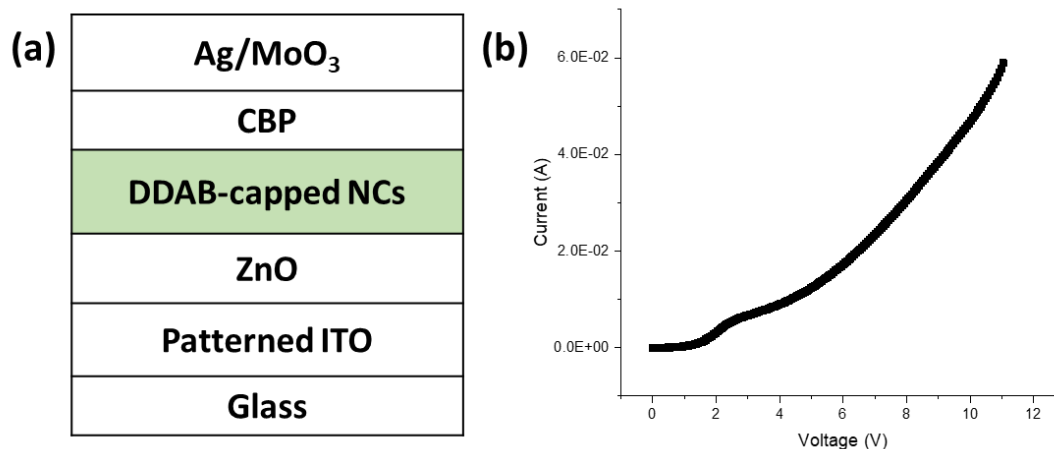 (a)
Ag/MoO₃
CBP
DDAB-capped NCs
ZnO
Patterned ITO
Glass
(b)
6.0E-02
4.0E-02
2.0E-02
0.0E+00
Current (A)
0 2 4 6 8 10 12
Voltage (V)